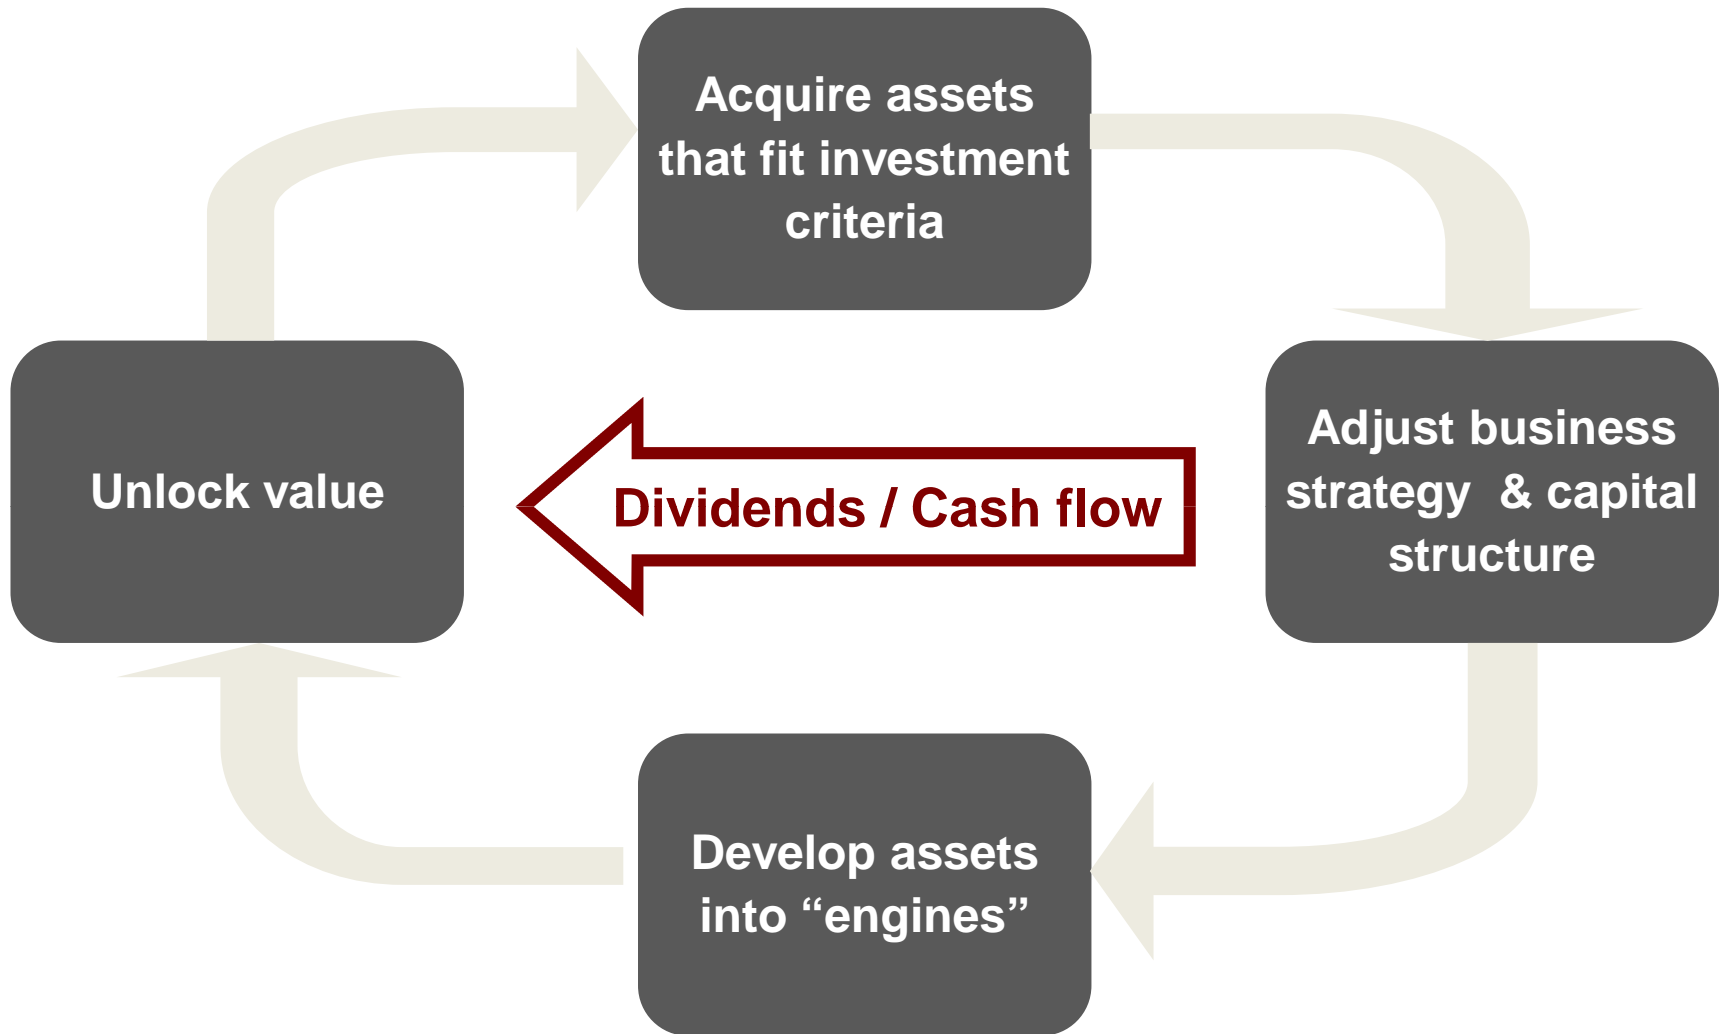 Acquire assets
that fit investment
criteria
Unlock value
Dividends / Cash flow
Adjust business
strategy  & capital
structure
Develop assets
into “engines”